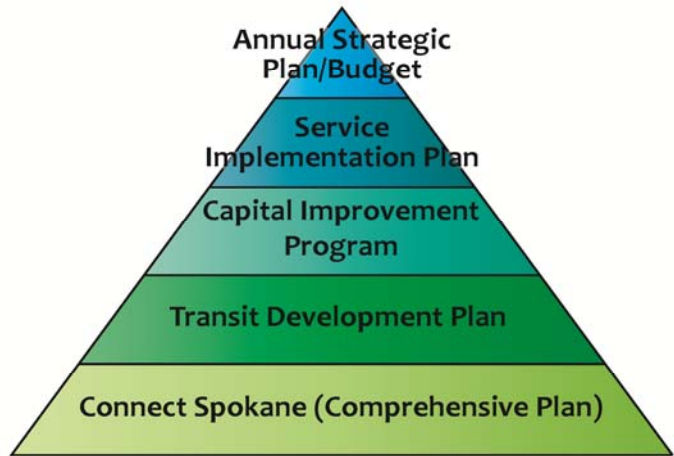 Annual Strategic
Plan/Budget
Service
Implementation Plan
Capital Improvement
Program
Transit Development Plan
Connect Spokane (Comprehensive Plan)